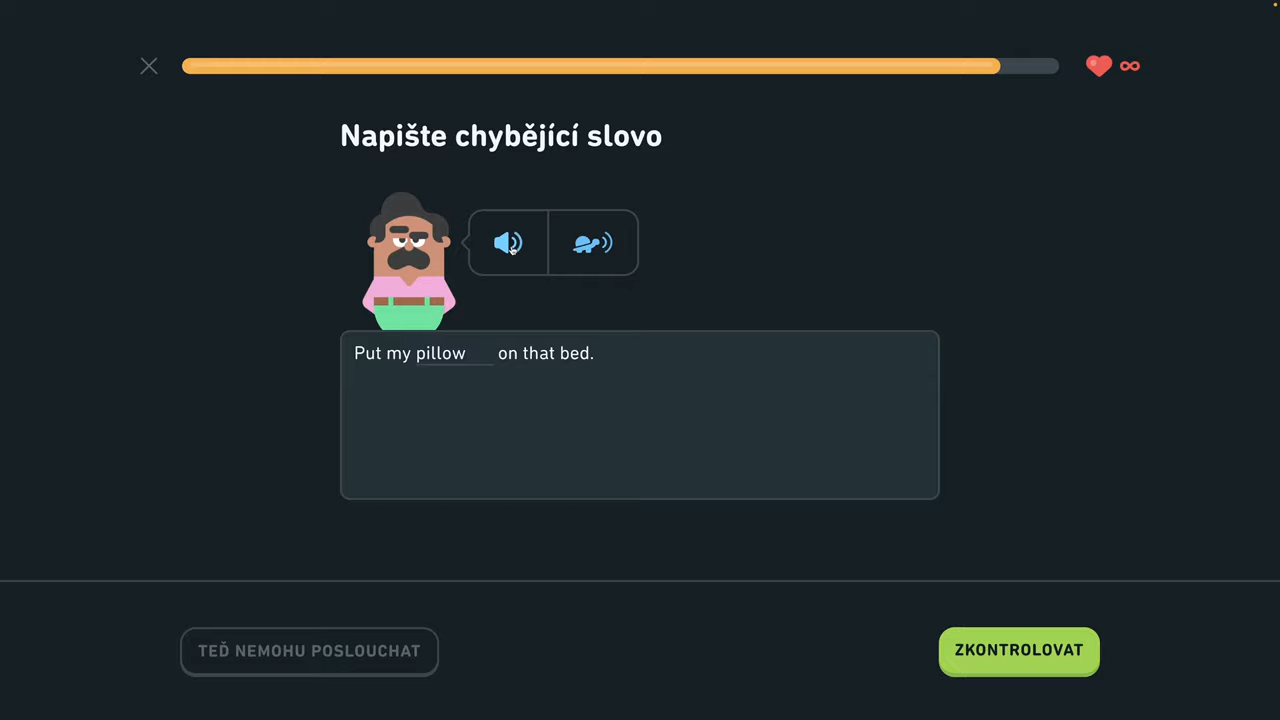 Napište chybějící slovo
Put my pillow on that bed.
TEĎ NEMOHU POSLOUCHAT
ZKONTROLOVAT